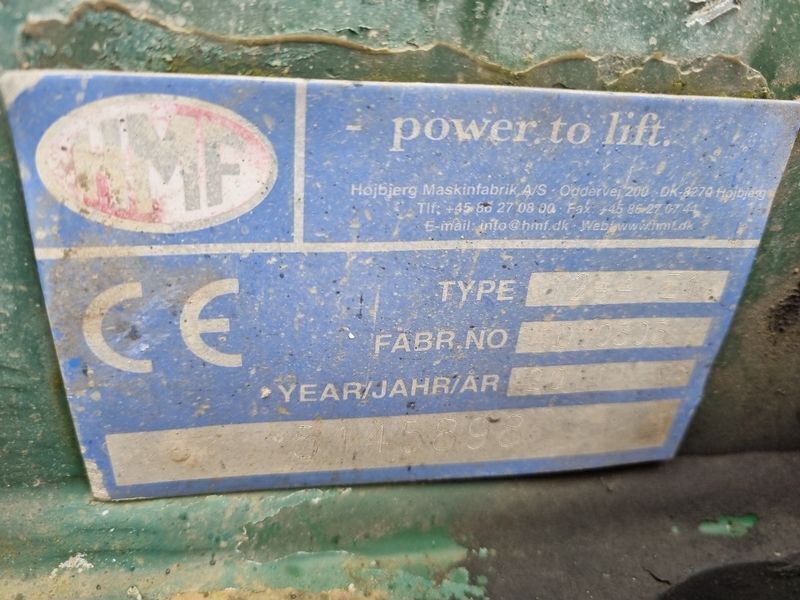 HMF
- power to lift.
Højbjerg Maskinfabrik A/S · Oddervej 200 · DK-8270 Højbjerg
Tlf: +45 86 27 08 00 Fax: +45 86 27 07 44
E-mail: info@hmf.dk · Web: www.hmf.dk
CE
TYPE
FABR.NO
YEAR/JAHR/ÅR
5145898